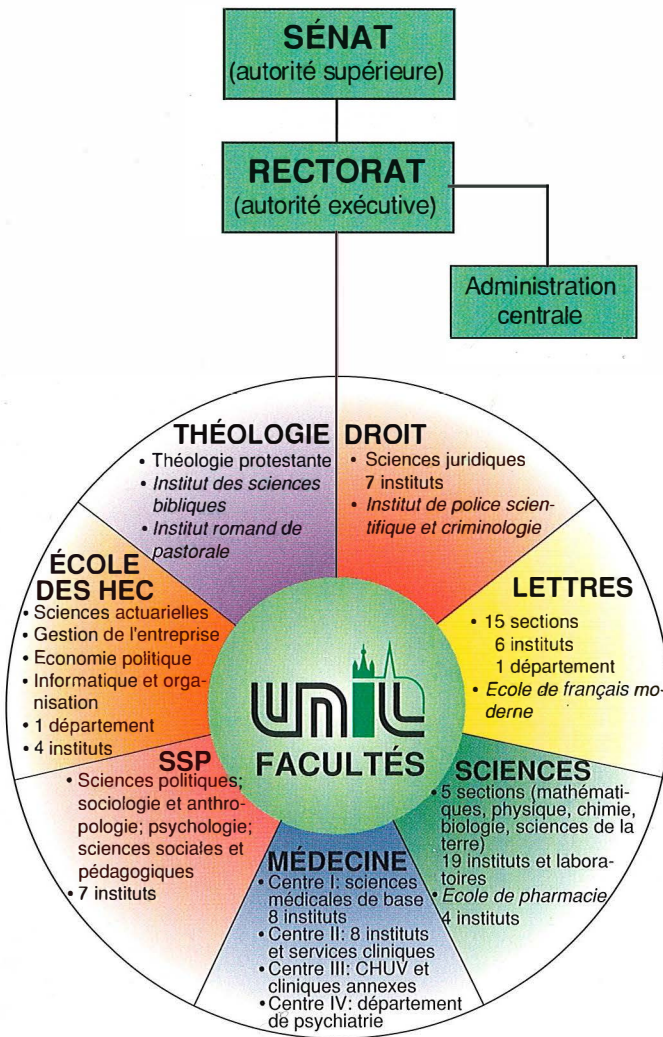 SÉNAT
(autorité supérieure)
RECTORAT
(autorité exécutive)
Administration
centrale
THÉOLOGIE
• Théologie protestante
• Institut des sciences
bibliques
• Institut romand de
pastorale
DROIT
• Sciences juridiques
7 instituts
• Institut de police scien-
tifique et criminologie
LETTRES
• 15 sections
6 instituts
1 département
• Ecole de français mo-
derne
SCIENCES
• 5 sections (mathémati-
ques, physique, chimie,
biologie, sciences de la
terre)
19 instituts et labora-
toires
• Ecole de pharmacie
4 instituts
MÉDECINE
• Centre I: sciences
médicales de base
8 instituts
• Centre II: 8 instituts
et services cliniques
• Centre III: CHUV et
cliniques annexes
• Centre IV: département
de psychiatrie
SSP
• Sciences politiques;
sociologie et anthro-
pologie; psychologie;
sciences sociales et
pédagogiques
• 7 instituts
ÉCOLE
DES HEC
• Sciences actuarielles
• Gestion de l'entreprise
• Economie politique
• Informatique et orga-
nisation
• 1 département
• 4 instituts
UNIL
FACULTÉS